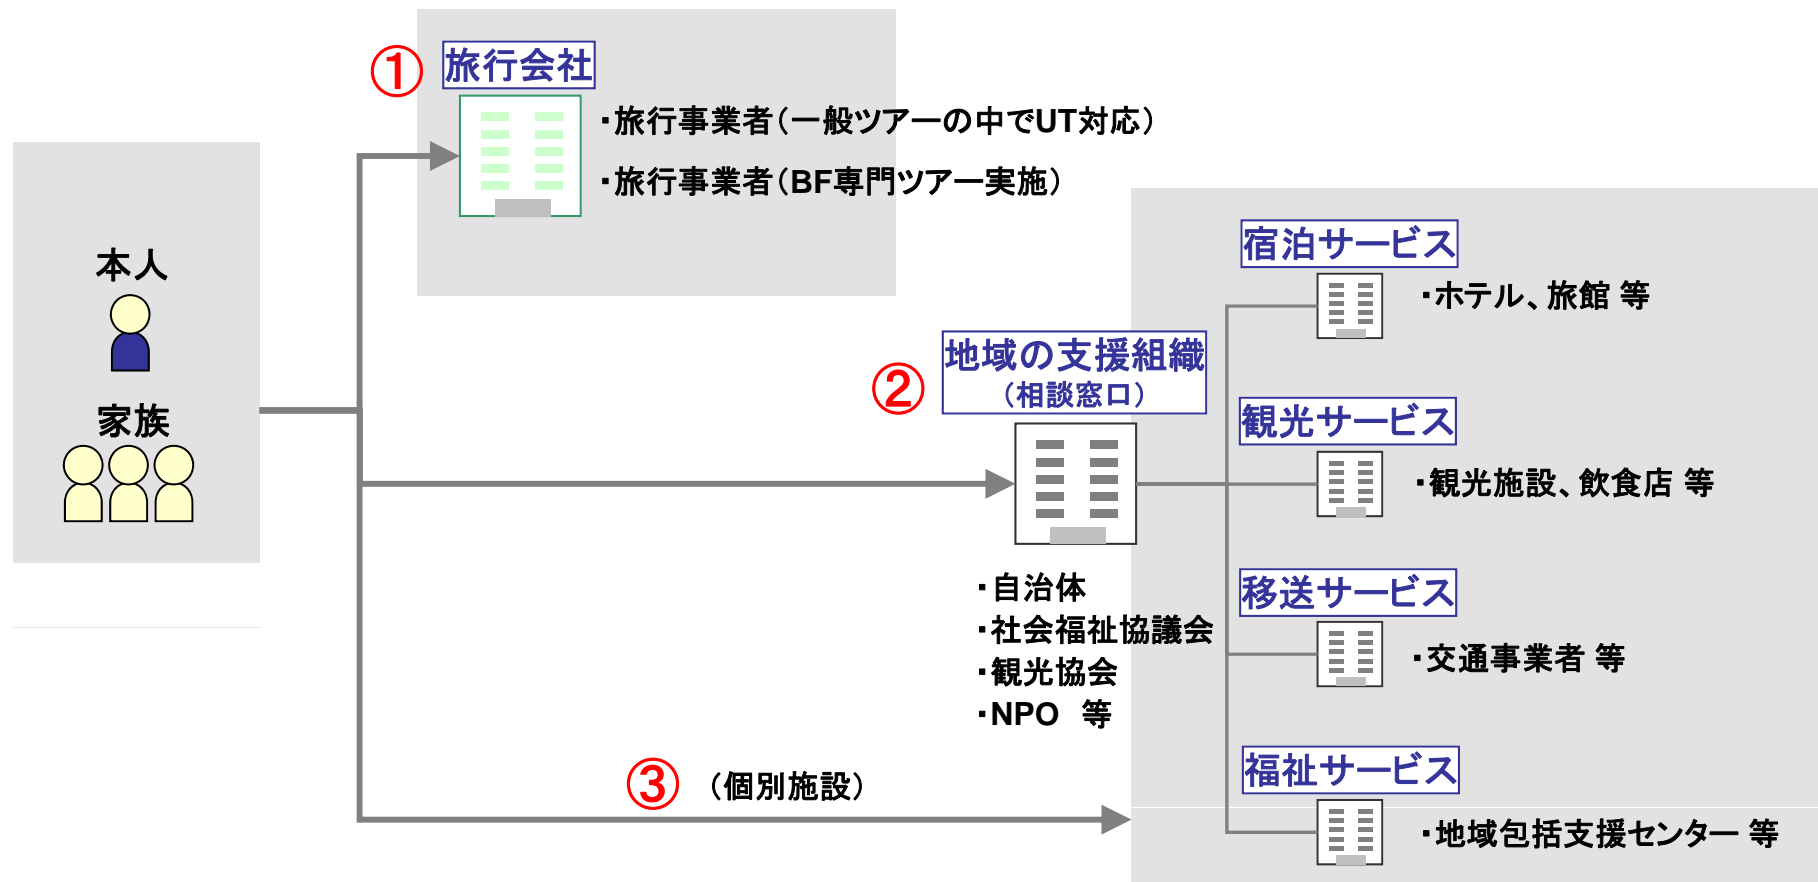 本人
家族
①
旅行会社
・旅行事業者（一般ツアーの中でUT対応）
・旅行事業者（BF専門ツアー実施）
②
地域の支援組織
（相談窓口）
・自治体
・社会福祉協議会
・観光協会
・NPO　等
③
（個別施設）
宿泊サービス
・ホテル、旅館 等
観光サービス
・観光施設、飲食店 等
移送サービス
・交通事業者 等
福祉サービス
・地域包括支援センター 等